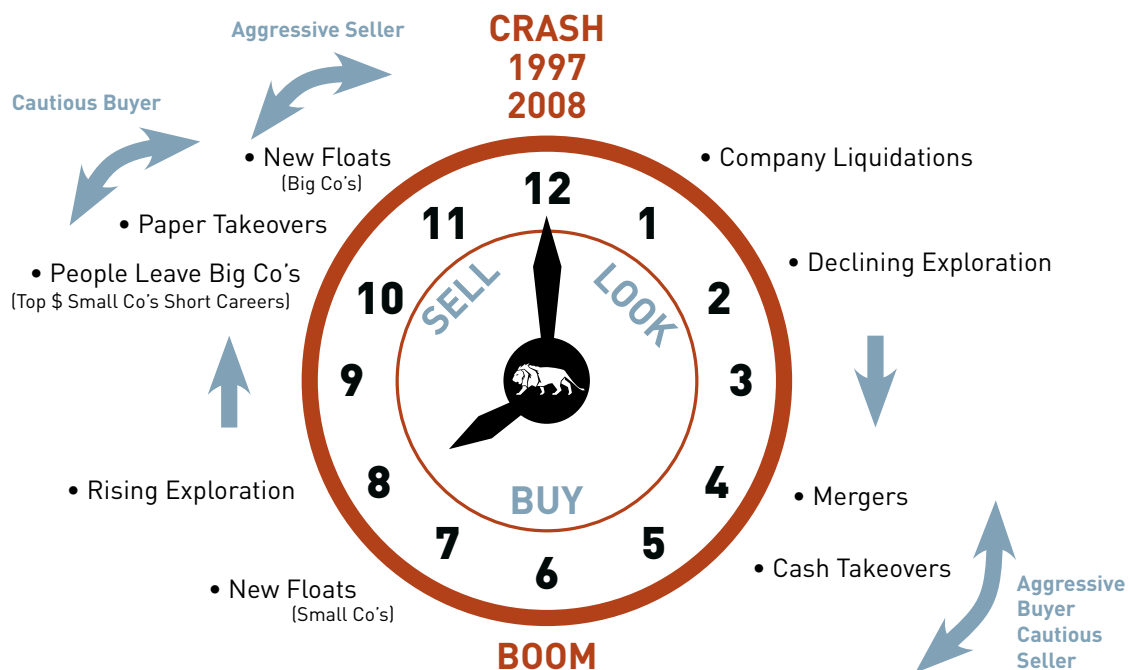 Aggressive Seller
CRASH
1997
2008
Cautious Buyer
• New Floats
(Big Co's)
• Company Liquidations
• Paper Takeovers
• People Leave Big Co's
(Top $ Small Co's Short Careers)
• Declining Exploration
12
1
2
3
4
5
6
7
8
9
10
11
SELL
LOOK
BUY
• Rising Exploration
• Mergers
• New Floats
(Small Co's)
• Cash Takeovers
Aggressive
Buyer
Cautious
Seller
BOOM